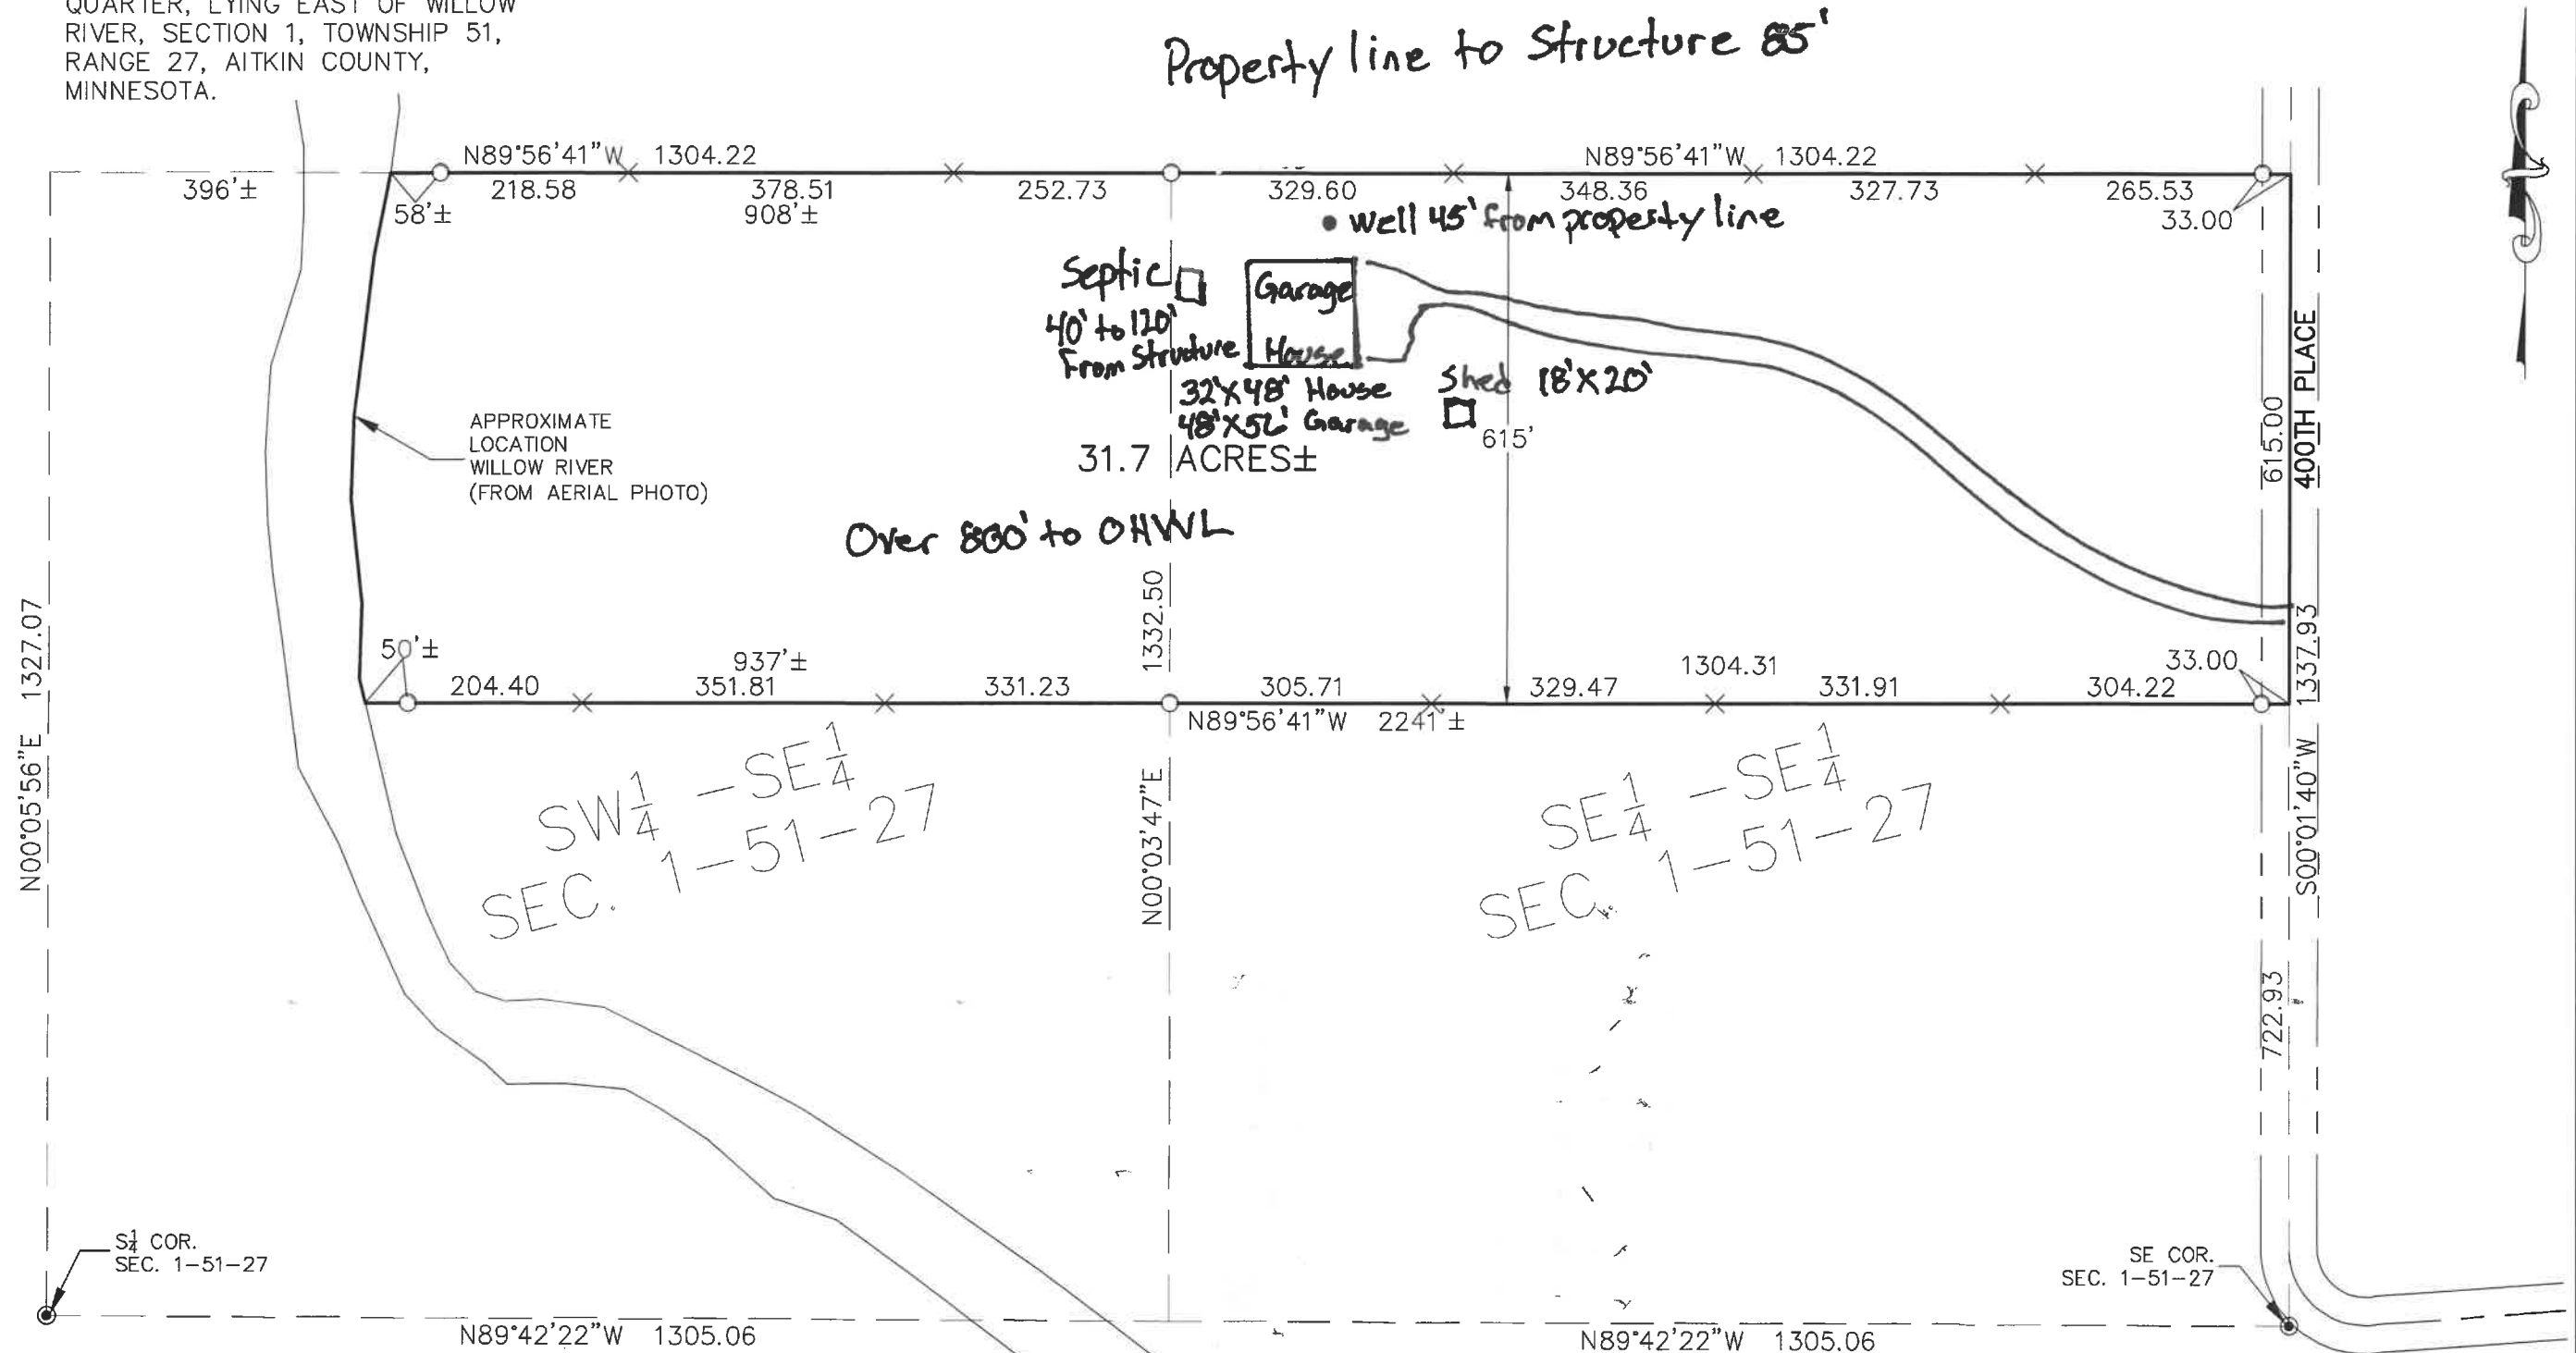 QUARTER, LYING EAST OF WILLOW
RIVER, SECTION 1, TOWNSHIP 51,
RANGE 27, AITKIN COUNTY,
MINNESOTA.
Property line to Structure 85'
N89°56'41"W 1304.22
N89°56'41"W 1304.22
396'±
58'±
218.58
378.51
908'±
252.73
329.60
348.36
327.73
265.53
33.00
• Well 45' from property line
Septic
40' to 120'
From Structure
Garage
House
32'X48' House
Garage
Shed 18'X20'
615'
31.7 ACRES±
APPROXIMATE
LOCATION
WILLOW RIVER
(FROM AERIAL PHOTO)
Over 800' to OHWL
615.00
400TH PLACE
N00°05'56"E 1327.07
1332.50
N00°03'47"E
1337.93
S00°01'40"W
722.93
50'±
204.40
937'±
351.81
331.23
305.71
329.47
1304.31
331.91
304.22
33.00
N89°56'41"W 2241'±
SW1/4 -SE1/4
SEC. 1-51-27
SE1/4 -SE1/4
SEC. 1-51-27
S1/4 COR.
SEC. 1-51-27
SE COR.
SEC. 1-51-27
N89°42'22"W 1305.06
N89°42'22"W 1305.06